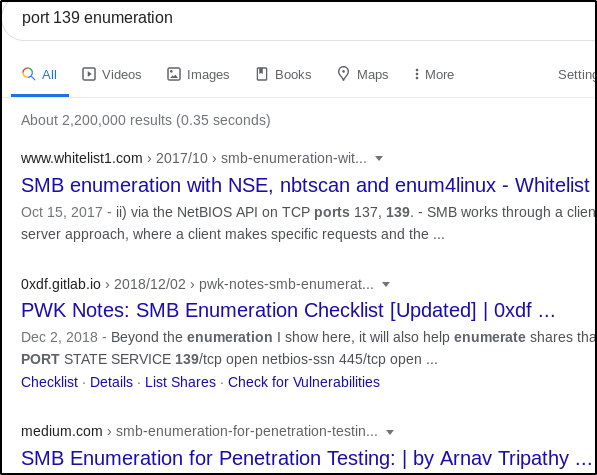 port 139 enumeration
All Videos Images Books Maps More Setting
About 2,200,000 results (0.35 seconds)
www.whitelist1.com › 2017/10 › smb-enumeration-wit...
SMB enumeration with NSE, nbtscan and enum4linux - Whitelist
Oct 15, 2017 - ii) via the NetBIOS API on TCP ports 137, 139. - SMB works through a clien
server approach, where a client makes specific requests and the ...
0xdf.gitlab.io › 2018/12/02 › pwk-notes-smb-enumerat...
PWK Notes: SMB Enumeration Checklist [Updated] | 0xdf ...
Dec 2, 2018 - Beyond the enumeration I show here, it will also help enumerate shares tha
PORT STATE SERVICE 139/tcp open netbios-ssn 445/tcp open ...
Checklist · Details · List Shares · Check for Vulnerabilities
medium.com › smb-enumeration-for-penetration-testin...
SMB Enumeration for Penetration Testing: | by Arnav Tripathy ...